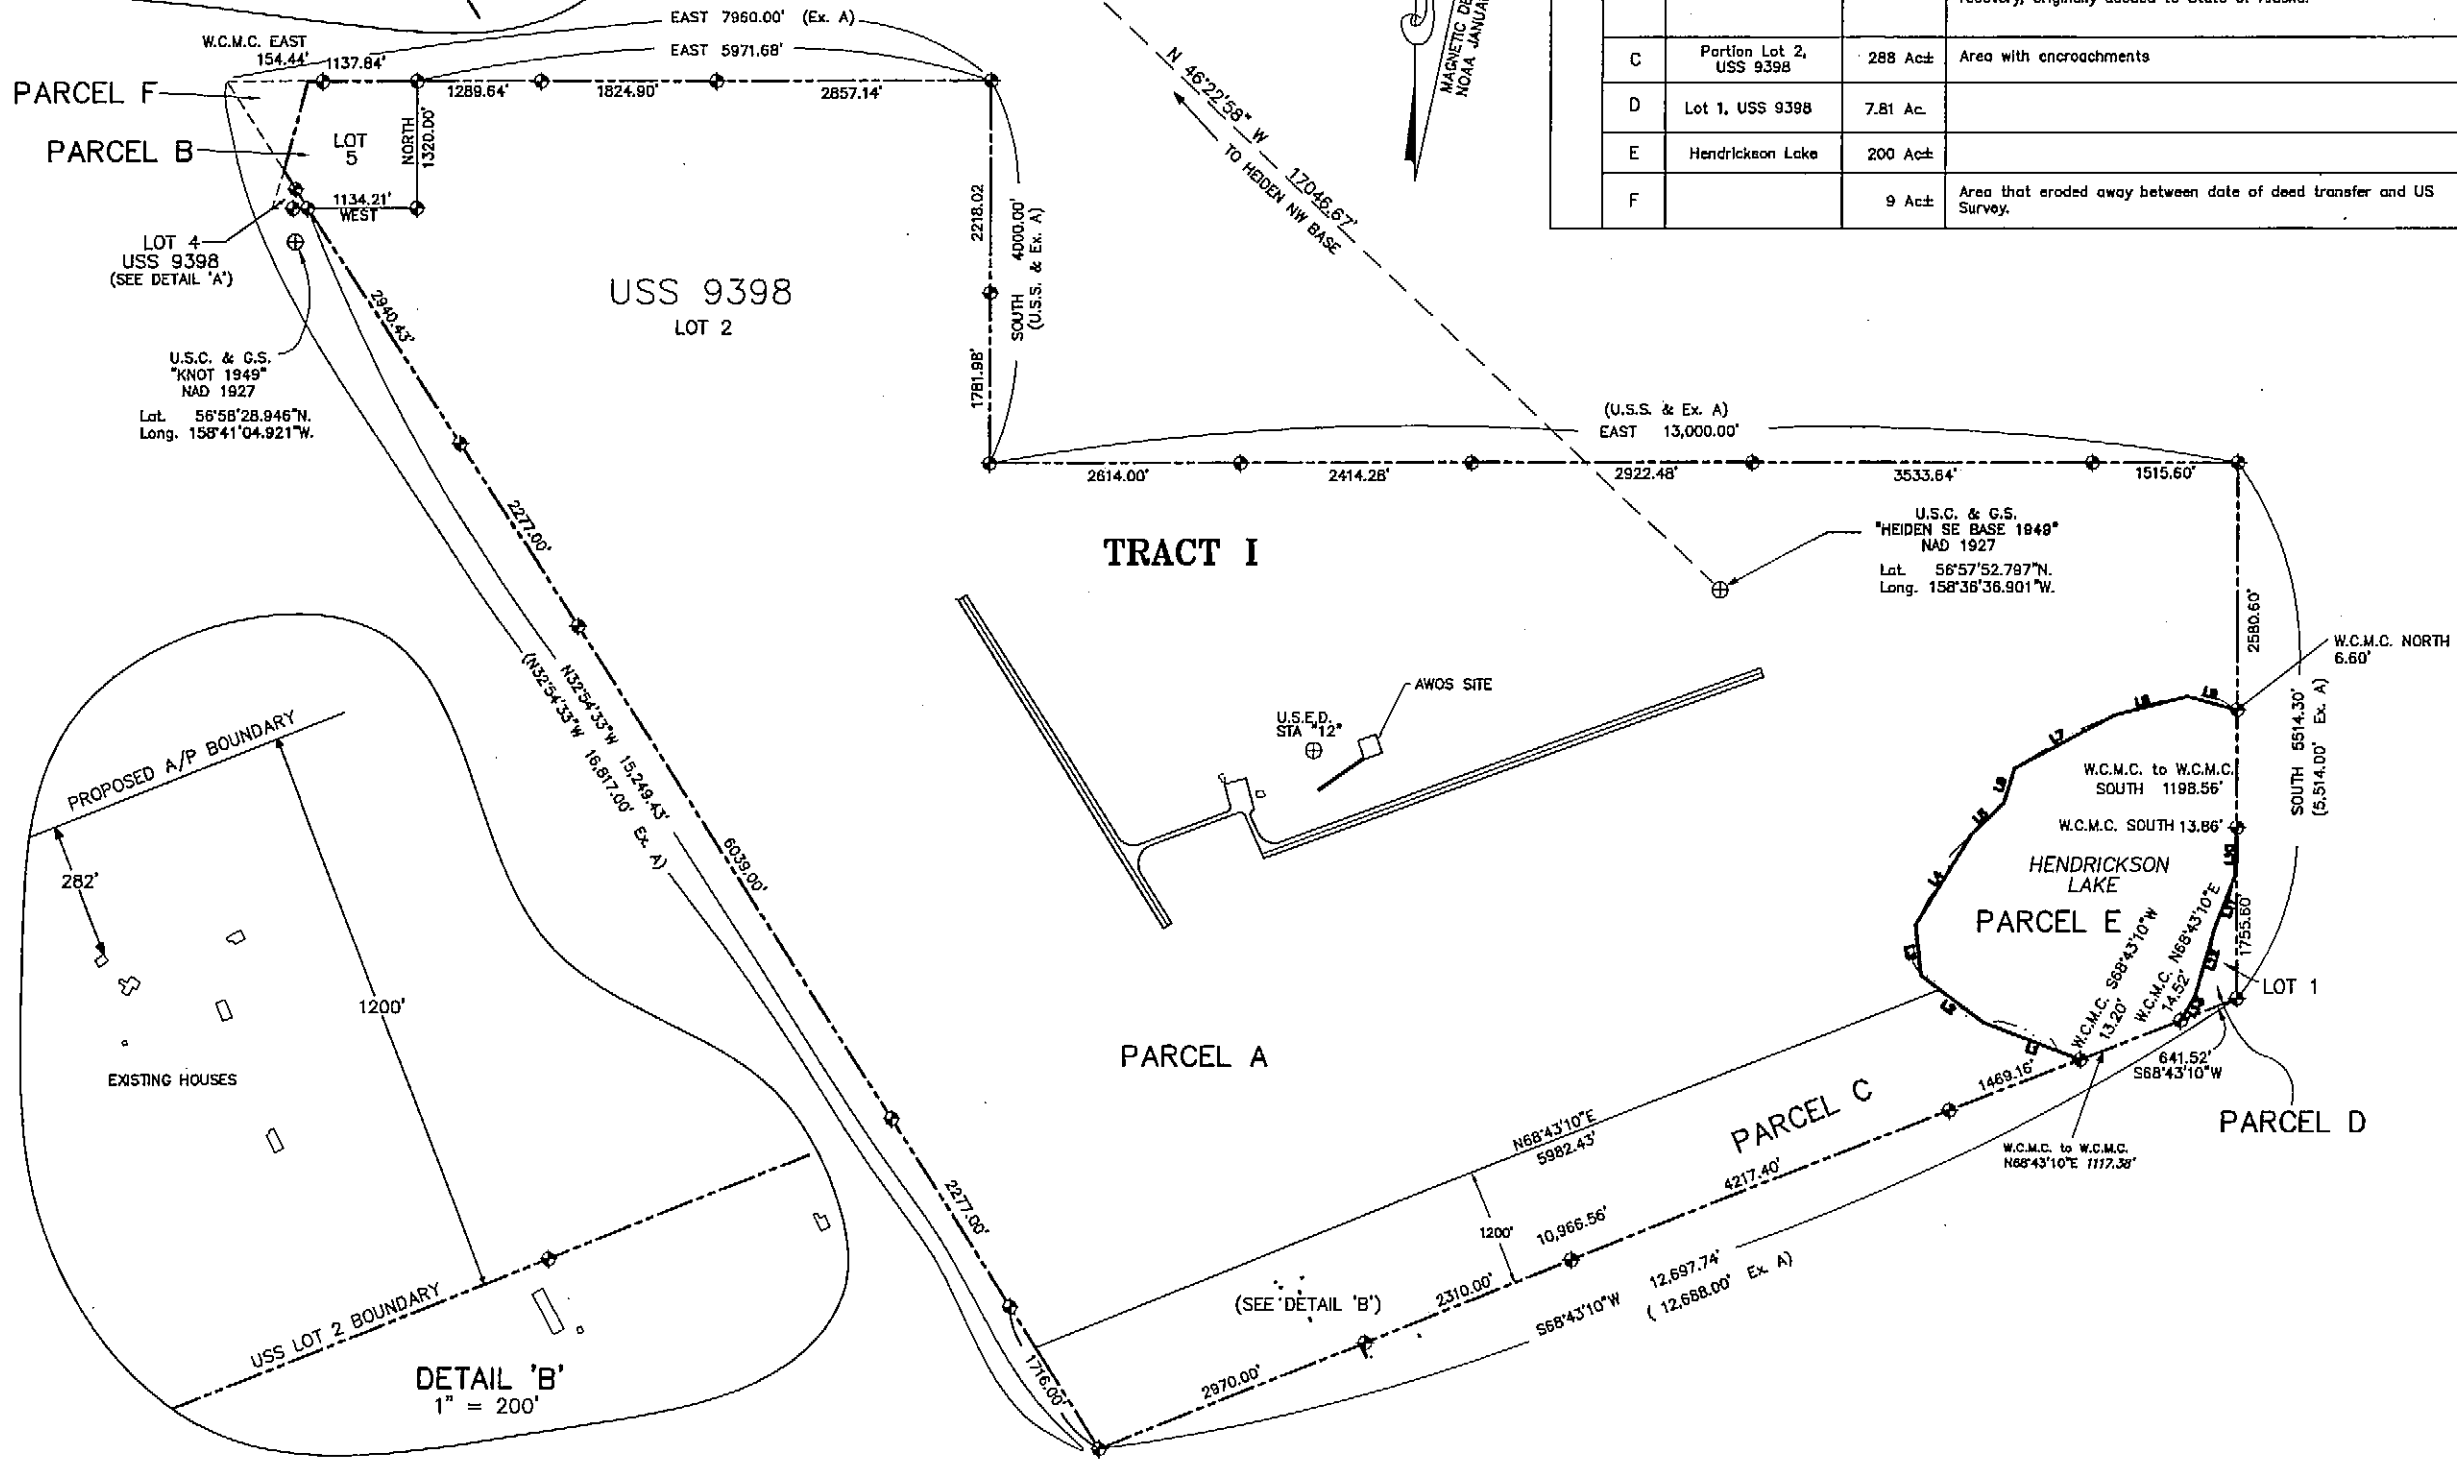 EAST 7960.00' (Ex. A)
EAST 5971.68'
W.C.M.C. EAST
154.44'
1137.84'
1289.64'
1824.90'
2857.14'
PARCEL F
PARCEL B
LOT
5
NORTH
1320.00'
1134.21'
WEST
LOT 4
USS 9398
(SEE DETAIL 'A')
U.S.C. & G.S.
"KNOT 1949"
NAD 1927
Lat. 56°58'28.946"N.
Long. 158°41'04.921"W.
USS 9398
LOT 2
2218.02
1781.98'
SOUTH 4000.00'
(U.S.S. & Ex. A)
N 46°22'58" W 17046.67'
TO HEIDEN NW BASE
MAGNETIC
NOAA JANUA
C
Portion Lot 2,
USS 9398
288 Ac±
Area with encroachments
D
Lot 1, USS 9398
7.81 Ac.
E
Hendrickson Lake
200 Ac±
F
9 Ac±
Area that eroded away between date of deed transfer and US
Survey.
(U.S.S. & Ex. A)
EAST 13,000.00'
2614.00'
2414.28'
2922.48'
3533.64'
1515.60'
TRACT I
U.S.C. & G.S.
"HEIDEN SE BASE 1949"
NAD 1927
Lat. 56°57'52.797"N.
Long. 158°36'36.901"W.
2580.60'
W.C.M.C. NORTH
6.60'
SOUTH 5514.30'
(5,514.00' Ex. A)
2940.43'
2277.00'
6039.00'
2277.00'
1716.00'
N32°54'33"W 15,249.43'
(N32°54'33"W 16,817.00' Ex. A)
AWOS SITE
U.S.E.D.
STA "12"
W.C.M.C. to W.C.M.C.
SOUTH 1198.56'
W.C.M.C. SOUTH 13.86'
HENDRICKSON
LAKE
PARCEL E
L1
L2
L4
L5
L7
L8
L9
W.C.M.C. S68°43'10"W
13.20'
W.C.M.C. N68°43'10"E
14.52'
1755.60'
LOT 1
641.52'
S68°43'10"W
PARCEL D
W.C.M.C. to W.C.M.C.
N68°43'10"E 1117.38'
PARCEL A
PARCEL C
N68°43'10"E
5982.43'
1200'
1469.16'
4217.40'
10,966.56'
2310.00'
2970.00'
S68°43'10"W 12,697.74'
( 12,688.00' Ex. A)
(SEE DETAIL 'B')
PROPOSED A/P BOUNDARY
282'
1200'
EXISTING HOUSES
USS LOT 2 BOUNDARY
DETAIL 'B'
1" = 200'